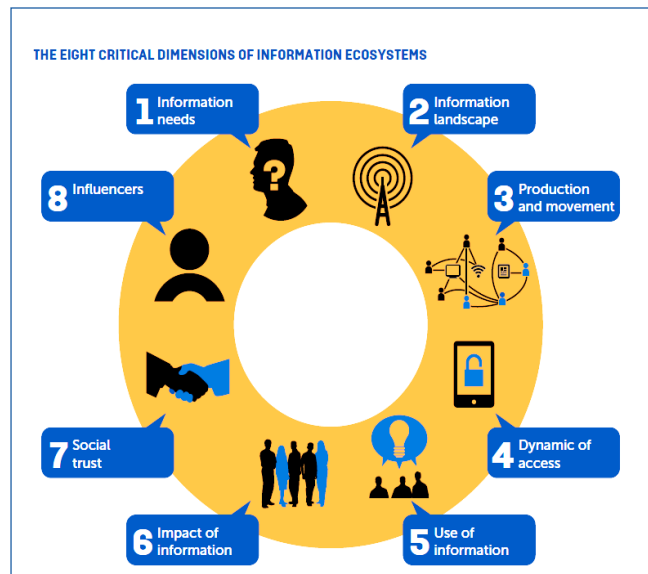 THE EIGHT CRITICAL DIMENSIONS OF INFORMATION ECOSYSTEMS
1 Information
needs
2 Information
landscape
3 Production
and movement
4 Dynamic of
access
5 Use of
information
6 Impact of
information
7 Social
trust
8 Influencers
?